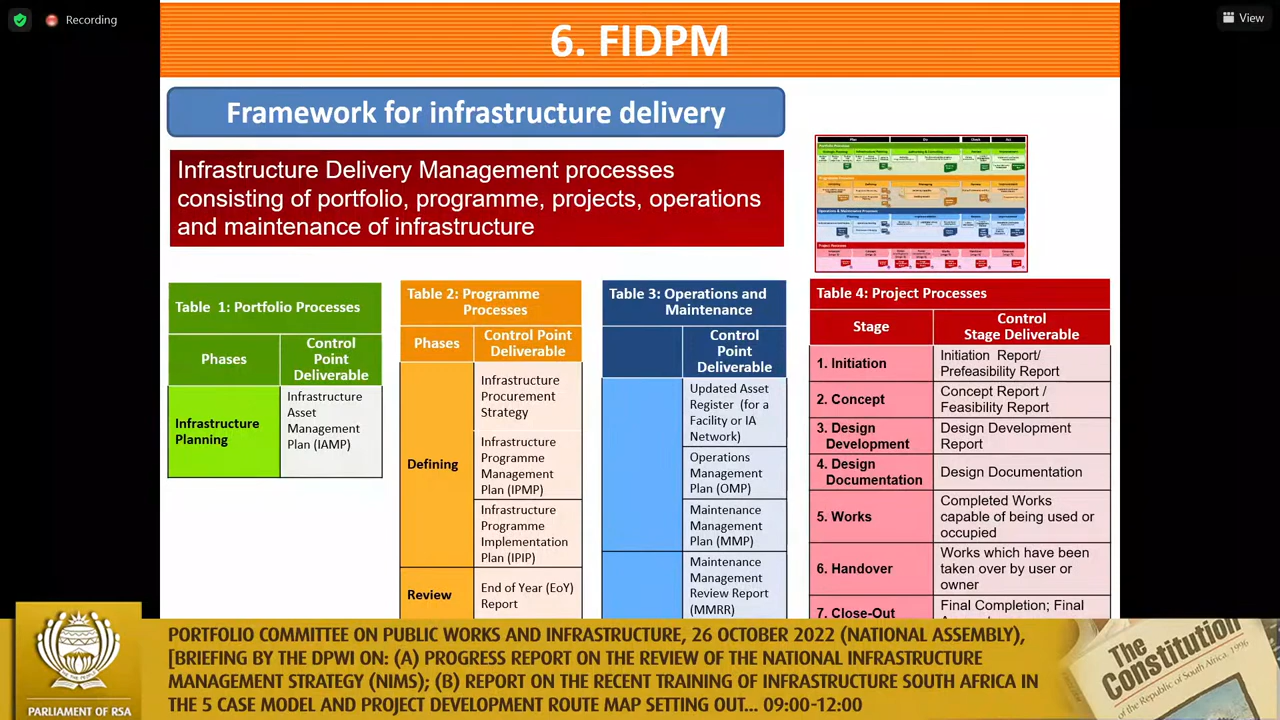 Recording
View
6. FIDPM
Framework for infrastructure delivery
Infrastructure Delivery Management processes
consisting of portfolio, programme, projects, operations
and maintenance of infrastructure
Table 1: Portfolio Processes
Phases
Control
Point
Deliverable
Infrastructure
Planning
Infrastructure
Asset
Management
Plan (IAMP)
Table 2: Programme
Processes
Phases
Control Point
Deliverable
Defining
Infrastructure
Procurement
Strategy
Infrastructure
Programme
Management
Plan (IPMP)
Infrastructure
Programme
Implementation
Plan (IPIP)
Review
End of Year (EoY)
Report
Table 3: Operations and
Maintenance
Control
Point
Deliverable
Updated Asset
Register (for a
Facility or IA
Network)
Operations
Management
Plan (OMP)
Maintenance
Management
Plan (MMP)
Maintenance
Management
Review Report
(MMRR)
Table 4: Project Processes
Stage
Control
Stage Deliverable
1. Initiation
Initiation Report/
Prefeasibility Report
2. Concept
Concept Report /
Feasibility Report
3. Design
Development
Design Development
Report
4. Design
Documentation
Design Documentation
5. Works
Completed Works
capable of being used or
occupied
6. Handover
Works which have been
taken over by user or
owner
7. Close-Out
Final Completion; Final
PARLIAMENT OF RSA
PORTFOLIO COMMITTEE ON PUBLIC WORKS AND INFRASTRUCTURE, 26 OCTOBER 2022 (NATIONAL ASSEMBLY),
[BRIEFING BY THE DPWI ON: (A) PROGRESS REPORT ON THE REVIEW OF THE NATIONAL INFRASTRUCTURE
MANAGEMENT STRATEGY (NIMS); (B) REPORT ON THE RECENT TRAINING OF INFRASTRUCTURE SOUTH AFRICA IN
THE 5 CASE MODEL AND PROJECT DEVELOPMENT ROUTE MAP SETTING OUT... 09:00-12:00
The
Constitution
of the Republic of South Africa, 1996